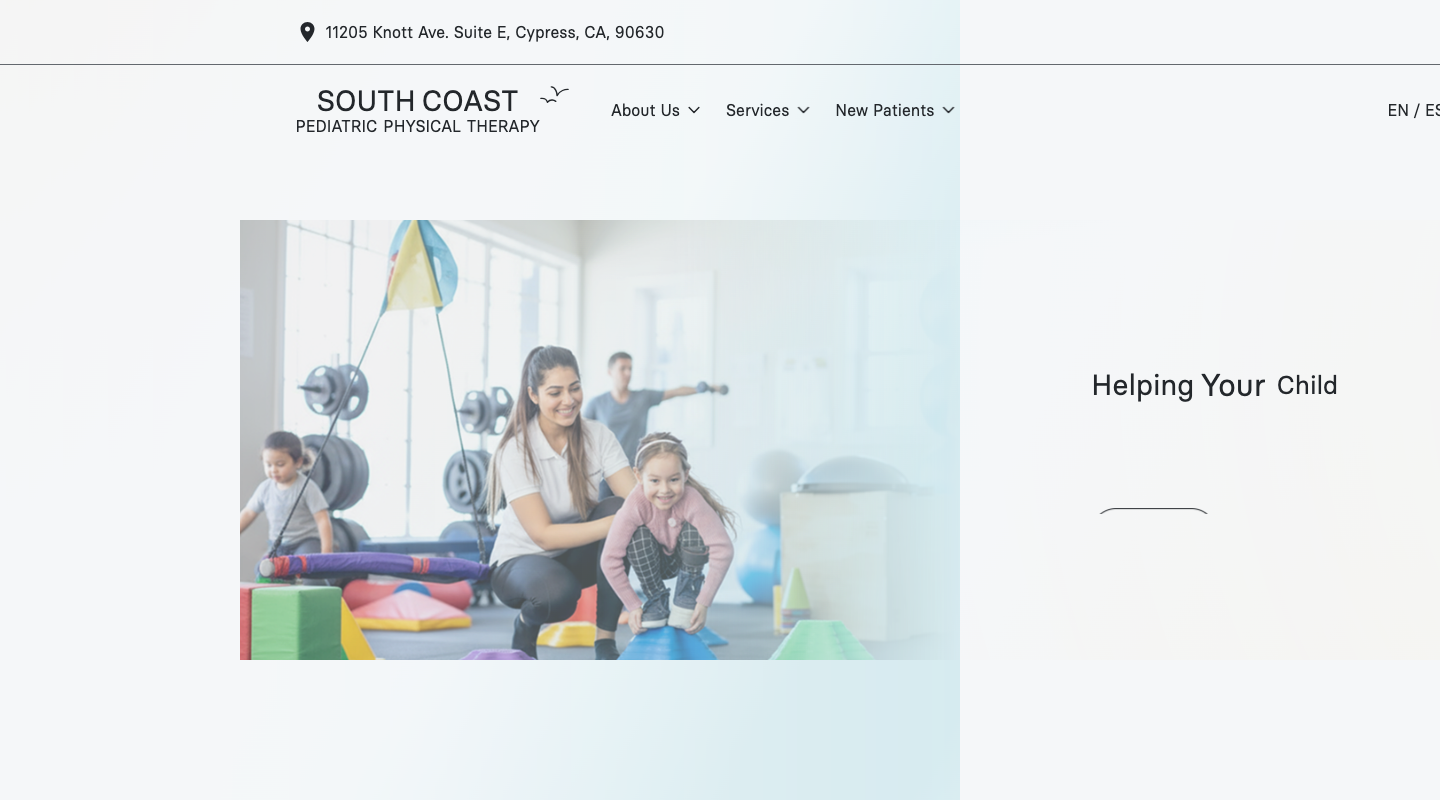 11205 Knott Ave. Suite E, Cypress, CA, 90630
SOUTH COAST
PEDIATRIC PHYSICAL THERAPY
About Us
Services
New Patients
EN / ES
Helping Your Child